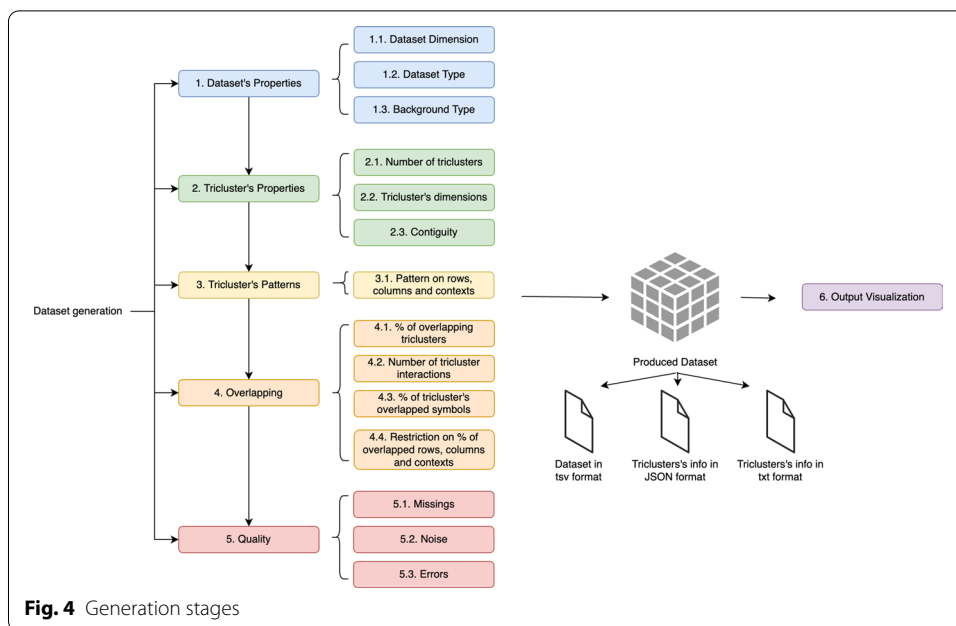 Dataset generation
1. Dataset's Properties
1.1. Dataset Dimension
1.2. Dataset Type
1.3. Background Type
2. Tricluster's Properties
2.1. Number of triclusters
2.2. Tricluster's dimensions
2.3. Contiguity
3. Tricluster's Patterns
3.1. Pattern on rows,
columns and contexts
4. Overlapping
4.1. % of overlapping
triclusters
4.2. Number of tricluster
interactions
4.3. % of tricluster's
overlapped symbols
4.4. Restriction on % of
overlapped rows, columns
and contexts
5. Quality
5.1. Missings
5.2. Noise
5.3. Errors
Produced Dataset
Dataset in
tsv format
Triclusters's info in
JSON format
Triclusters's info in
txt format
6. Output Visualization
Fig. 4 Generation stages